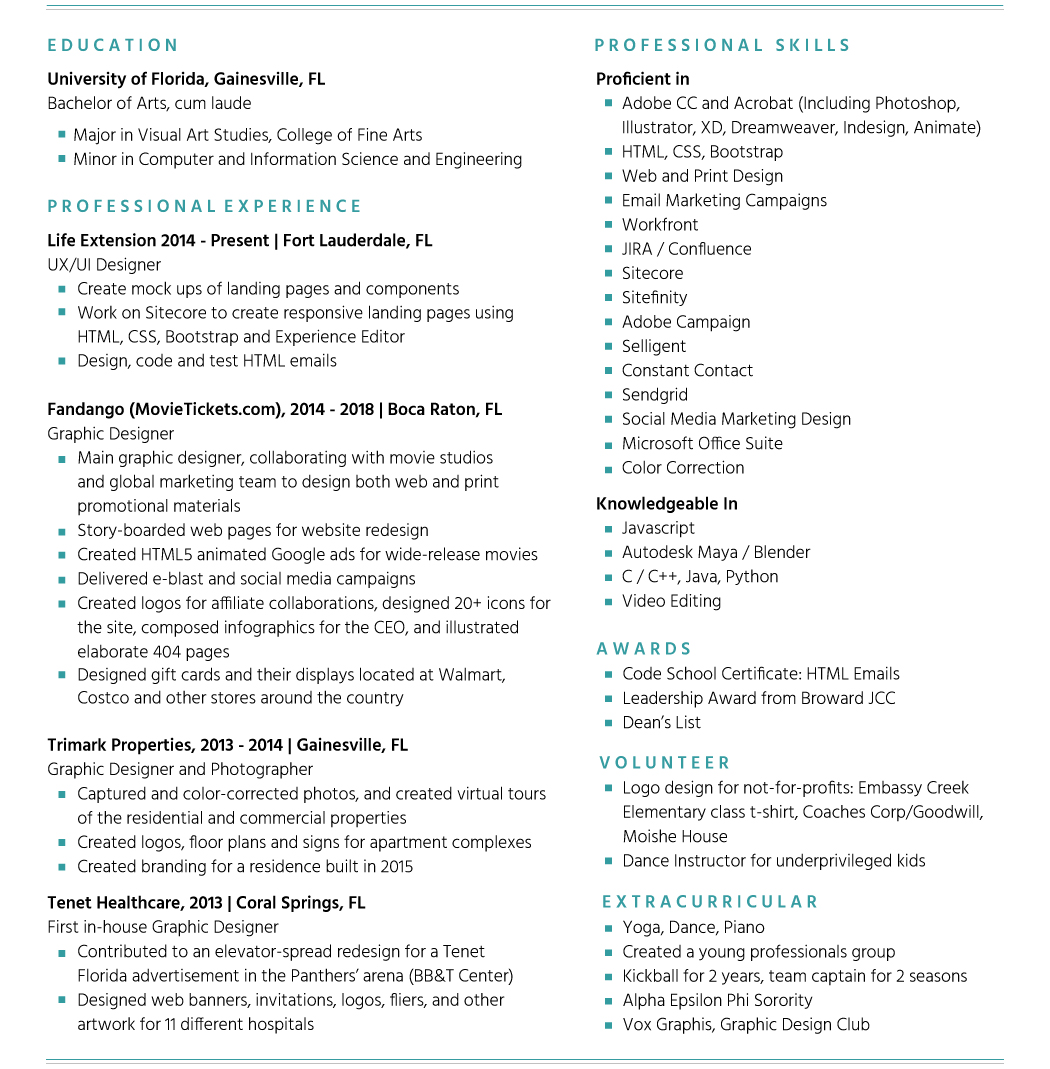 EDUCATION
University of Florida, Gainesville, FL
Bachelor of Arts, cum laude
Major in Visual Art Studies, College of Fine Arts
Minor in Computer and Information Science and Engineering
PROFESSIONAL EXPERIENCE
Life Extension 2014 - Present | Fort Lauderdale, FL
UX/UI Designer
Create mock ups of landing pages and components
Work on Sitecore to create responsive landing pages using
HTML, CSS, Bootstrap and Experience Editor
Design, code and test HTML emails
Fandango (MovieTickets.com), 2014 - 2018 | Boca Raton, FL
Graphic Designer
Main graphic designer, collaborating with movie studios
and global marketing team to design both web and print
promotional materials
Story-boarded web pages for website redesign
Created HTML5 animated Google ads for wide-release movies
Delivered e-blast and social media campaigns
Created logos for affiliate collaborations, designed 20+ icons for
the site, composed infographics for the CEO, and illustrated
elaborate 404 pages
Designed gift cards and their displays located at Walmart,
Costco and other stores around the country
Trimark Properties, 2013 - 2014 | Gainesville, FL
Graphic Designer and Photographer
Captured and color-corrected photos, and created virtual tours
of the residential and commercial properties
Created logos, floor plans and signs for apartment complexes
Created branding for a residence built in 2015
Tenet Healthcare, 2013 | Coral Springs, FL
First in-house Graphic Designer
Contributed to an elevator-spread redesign for a Tenet
Florida advertisement in the Panthers’ arena (BB&T Center)
Designed web banners, invitations, logos, fliers, and other
artwork for 11 different hospitals
PROFESSIONAL SKILLS
Proficient in
Adobe CC and Acrobat (Including Photoshop,
Illustrator, XD, Dreamweaver, Indesign, Animate)
HTML, CSS, Bootstrap
Web and Print Design
Email Marketing Campaigns
Workfront
JIRA / Confluence
Sitecore
Sitefinity
Adobe Campaign
Selligent
Constant Contact
Sendgrid
Social Media Marketing Design
Microsoft Office Suite
Color Correction
Knowledgeable In
Javascript
Autodesk Maya / Blender
C / C++, Java, Python
Video Editing
AWARDS
Code School Certificate: HTML Emails
Leadership Award from Broward JCC
Dean’s List
VOLUNTEER
Logo design for not-for-profits: Embassy Creek
Elementary class t-shirt, Coaches Corp/Goodwill,
Moishe House
Dance Instructor for underprivileged kids
EXTRACURRICULAR
Yoga, Dance, Piano
Created a young professionals group
Kickball for 2 years, team captain for 2 seasons
Alpha Epsilon Phi Sorority
Vox Graphis, Graphic Design Club